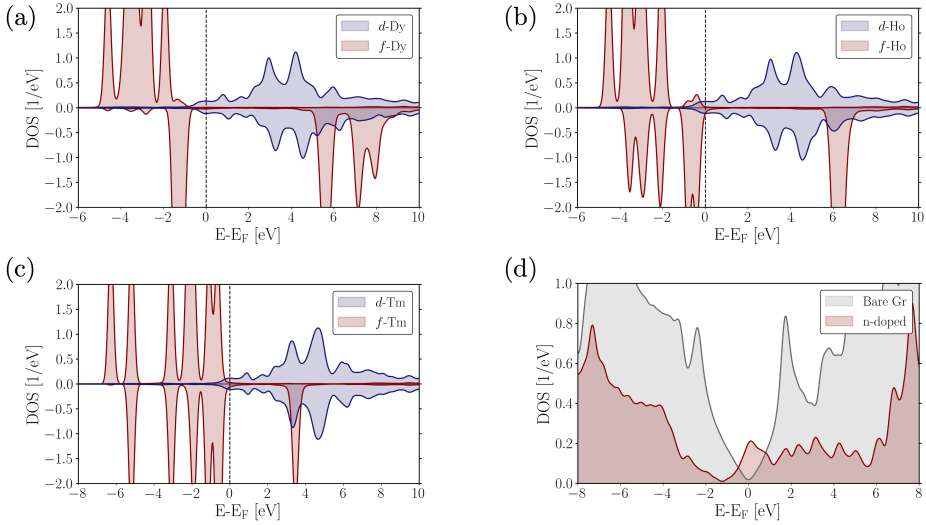 (a)
2.0
1.5
1.0
0.5
0.0
−0.5
−1.0
−1.5
−2.0
DOS [1/eV]
d-Dy
f-Dy
−6 −4 −2 0 2 4 6 8 10
E-E_F [eV]
(b)
2.0
1.5
1.0
0.5
0.0
−0.5
−1.0
−1.5
−2.0
DOS [1/eV]
d-Ho
f-Ho
−6 −4 −2 0 2 4 6 8 10
E-E_F [eV]
(c)
2.0
1.5
1.0
0.5
0.0
−0.5
−1.0
−1.5
−2.0
DOS [1/eV]
d-Tm
f-Tm
−8 −6 −4 −2 0 2 4 6 8 10
E-E_F [eV]
(d)
1.0
0.8
0.6
0.4
0.2
0.0
DOS [1/eV]
Bare Gr
n-doped
−8 −6 −4 −2 0 2 4 6 8
E-E_F [eV]